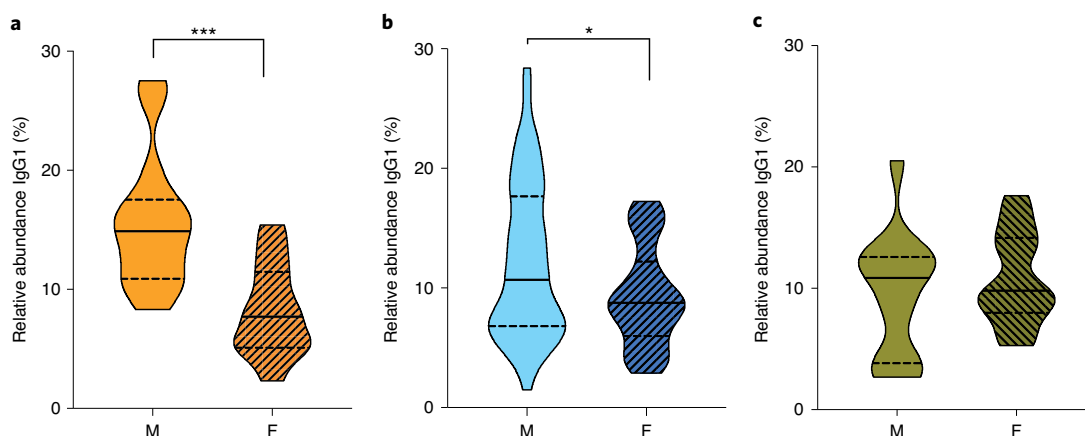 a
***
30
20
10
0
Relative abundance IgG1 (%)
M
F
b
*
30
20
10
0
Relative abundance IgG1 (%)
M
F
c
30
20
10
0
Relative abundance IgG1 (%)
M
F